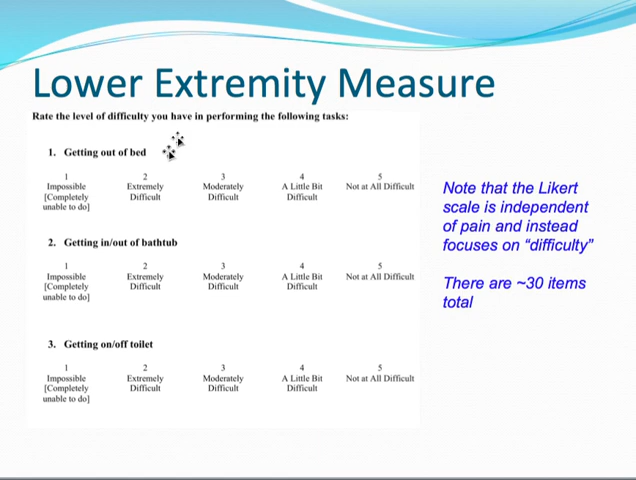 Lower Extremity Measure
Rate the level of difficulty you have in performing the following tasks:
1. Getting out of bed
1 2 3 4 5
Impossible Extremely Moderately A Little Bit Not at All Difficult
[Completely Difficult Difficult Difficult
unable to do]
2. Getting in/out of bathtub
1 2 3 4 5
Impossible Extremely Moderately A Little Bit Not at All Difficult
[Completely Difficult Difficult Difficult
unable to do]
3. Getting on/off toilet
1 2 3 4 5
Impossible Extremely Moderately A Little Bit Not at All Difficult
[Completely Difficult Difficult Difficult
unable to do]
Note that the Likert
scale is independent
of pain and instead
focuses on “difficulty”
There are ~30 items
total